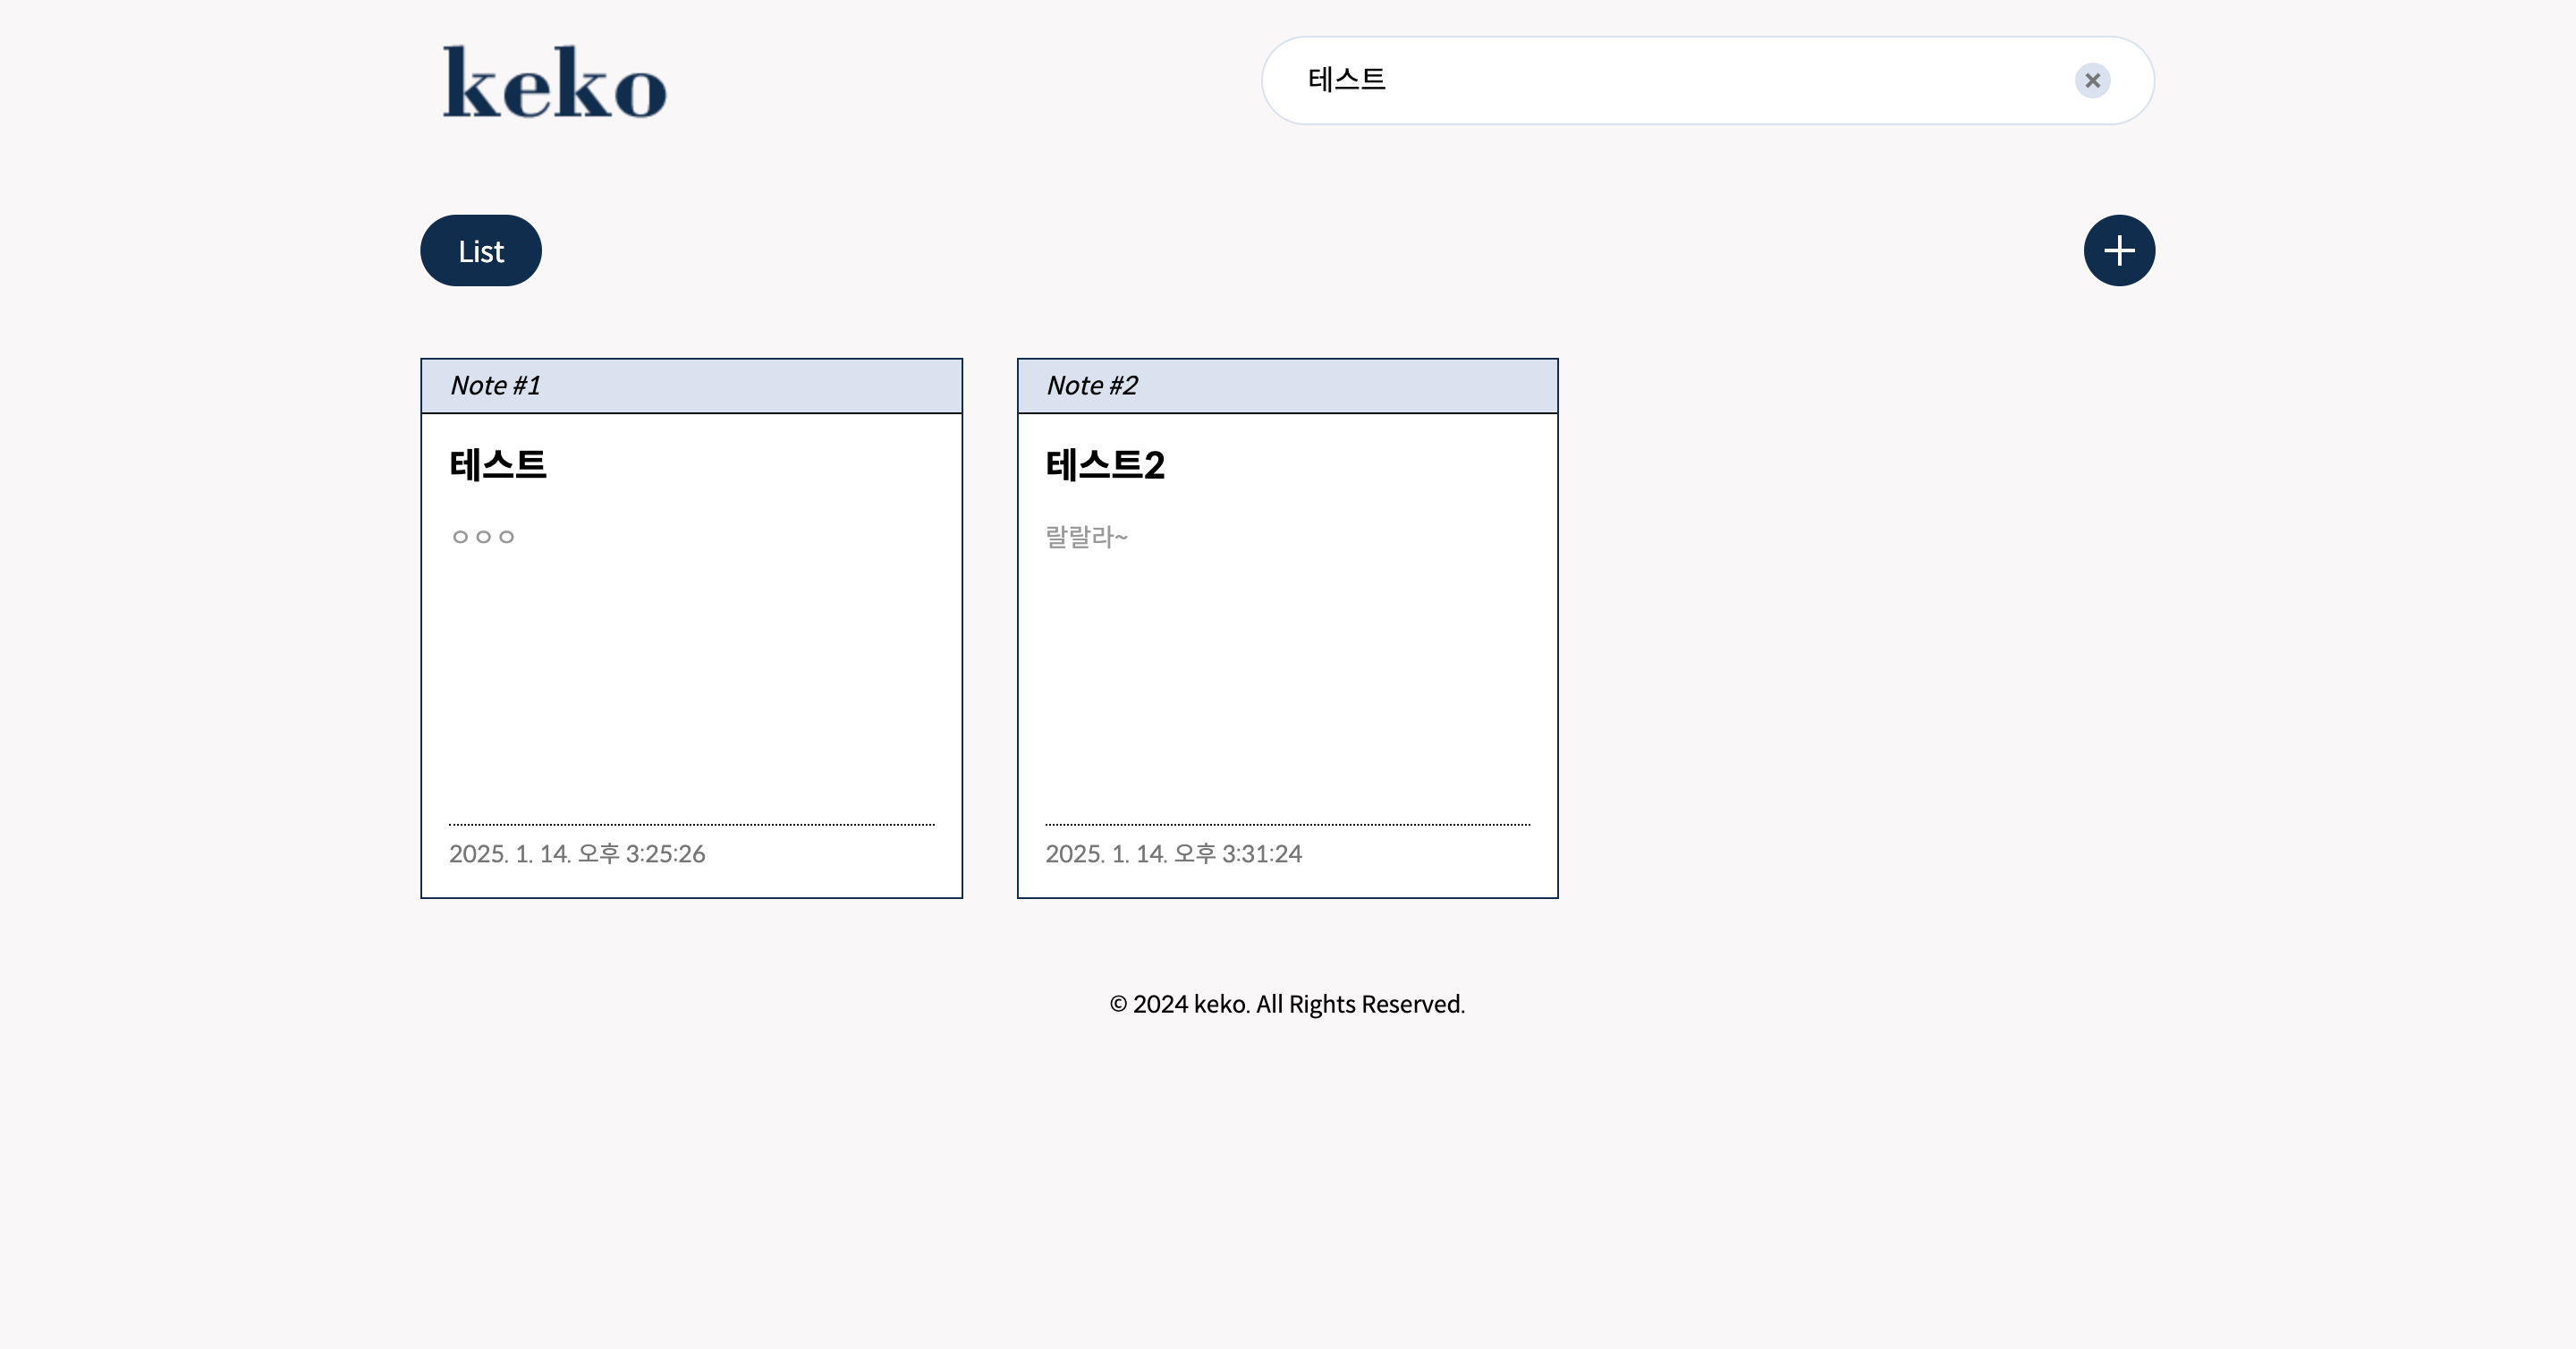 keko
테스트
List
Note #1
테스트
ㅇㅇㅇ
2025. 1. 14. 오후 3:25:26
Note #2
테스트2
랄랄라~
2025. 1. 14. 오후 3:31:24
© 2024 keko. All Rights Reserved.